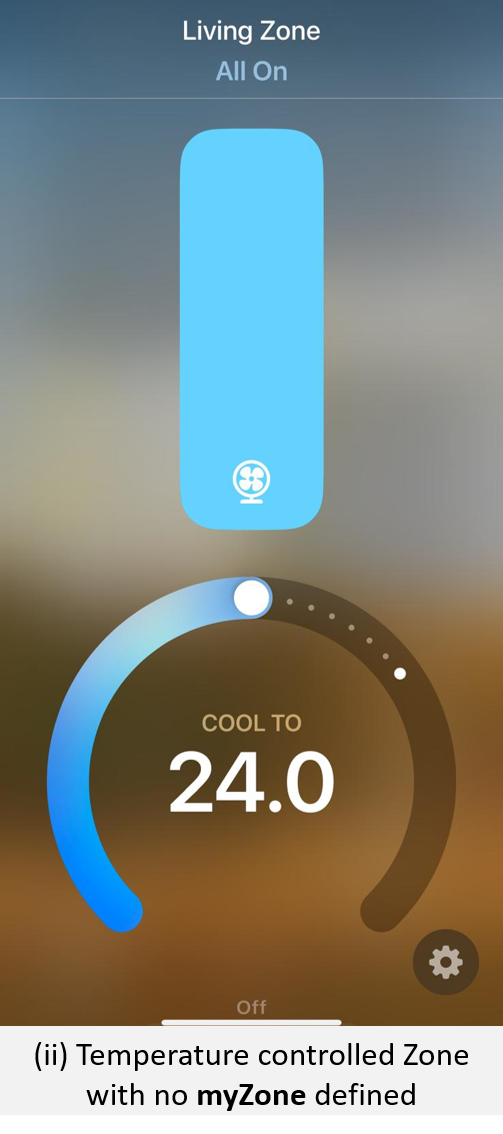 Living Zone
All On
COOL TO
24.0
Off
(ii) Temperature controlled Zone
with no myZone defined